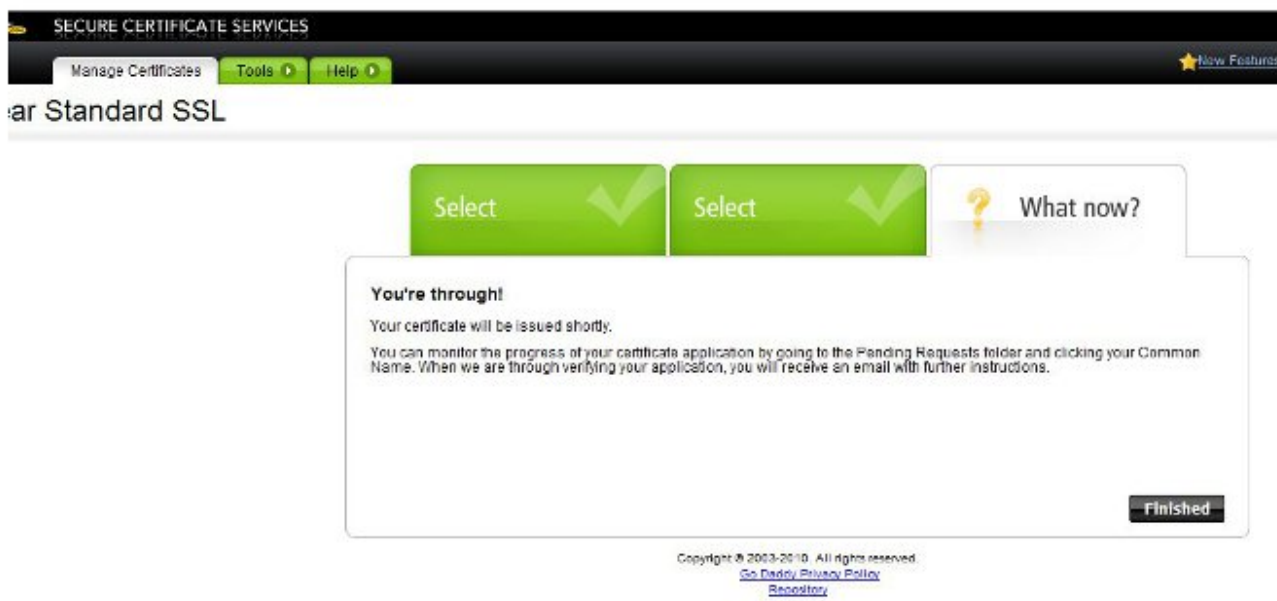 SECURE CERTIFICATE SERVICES
Manage Certificates Tools Help New Features
ear Standard SSL
Select Select ? What now?
You're through!
Your certificate will be issued shortly.
You can monitor the progress of your certificate application by going to the Pending Requests folder and clicking your Common
Name. When we are through verifying your application, you will receive an email with further instructions.
Finished
Copyright © 2003-2010. All rights reserved.
Go Daddy Privacy Policy
Repository